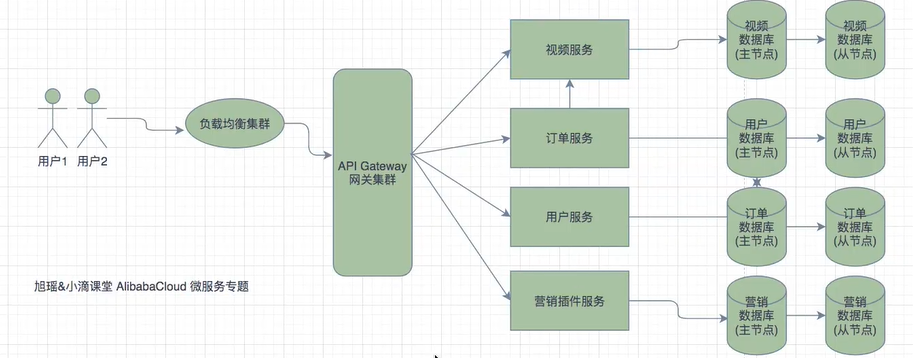 用户1
用户2
负载均衡集群
API Gateway
网关集群
视频服务
订单服务
用户服务
营销插件服务
视频
数据库
(主节点)
视频
数据库
(从节点)
用户
数据库
(主节点)
用户
数据库
(从节点)
订单
数据库
(主节点)
订单
数据库
(从节点)
营销
数据库
(主节点)
营销
数据库
(从节点)
旭瑶&小滴课堂 AlibabaCloud 微服务专题